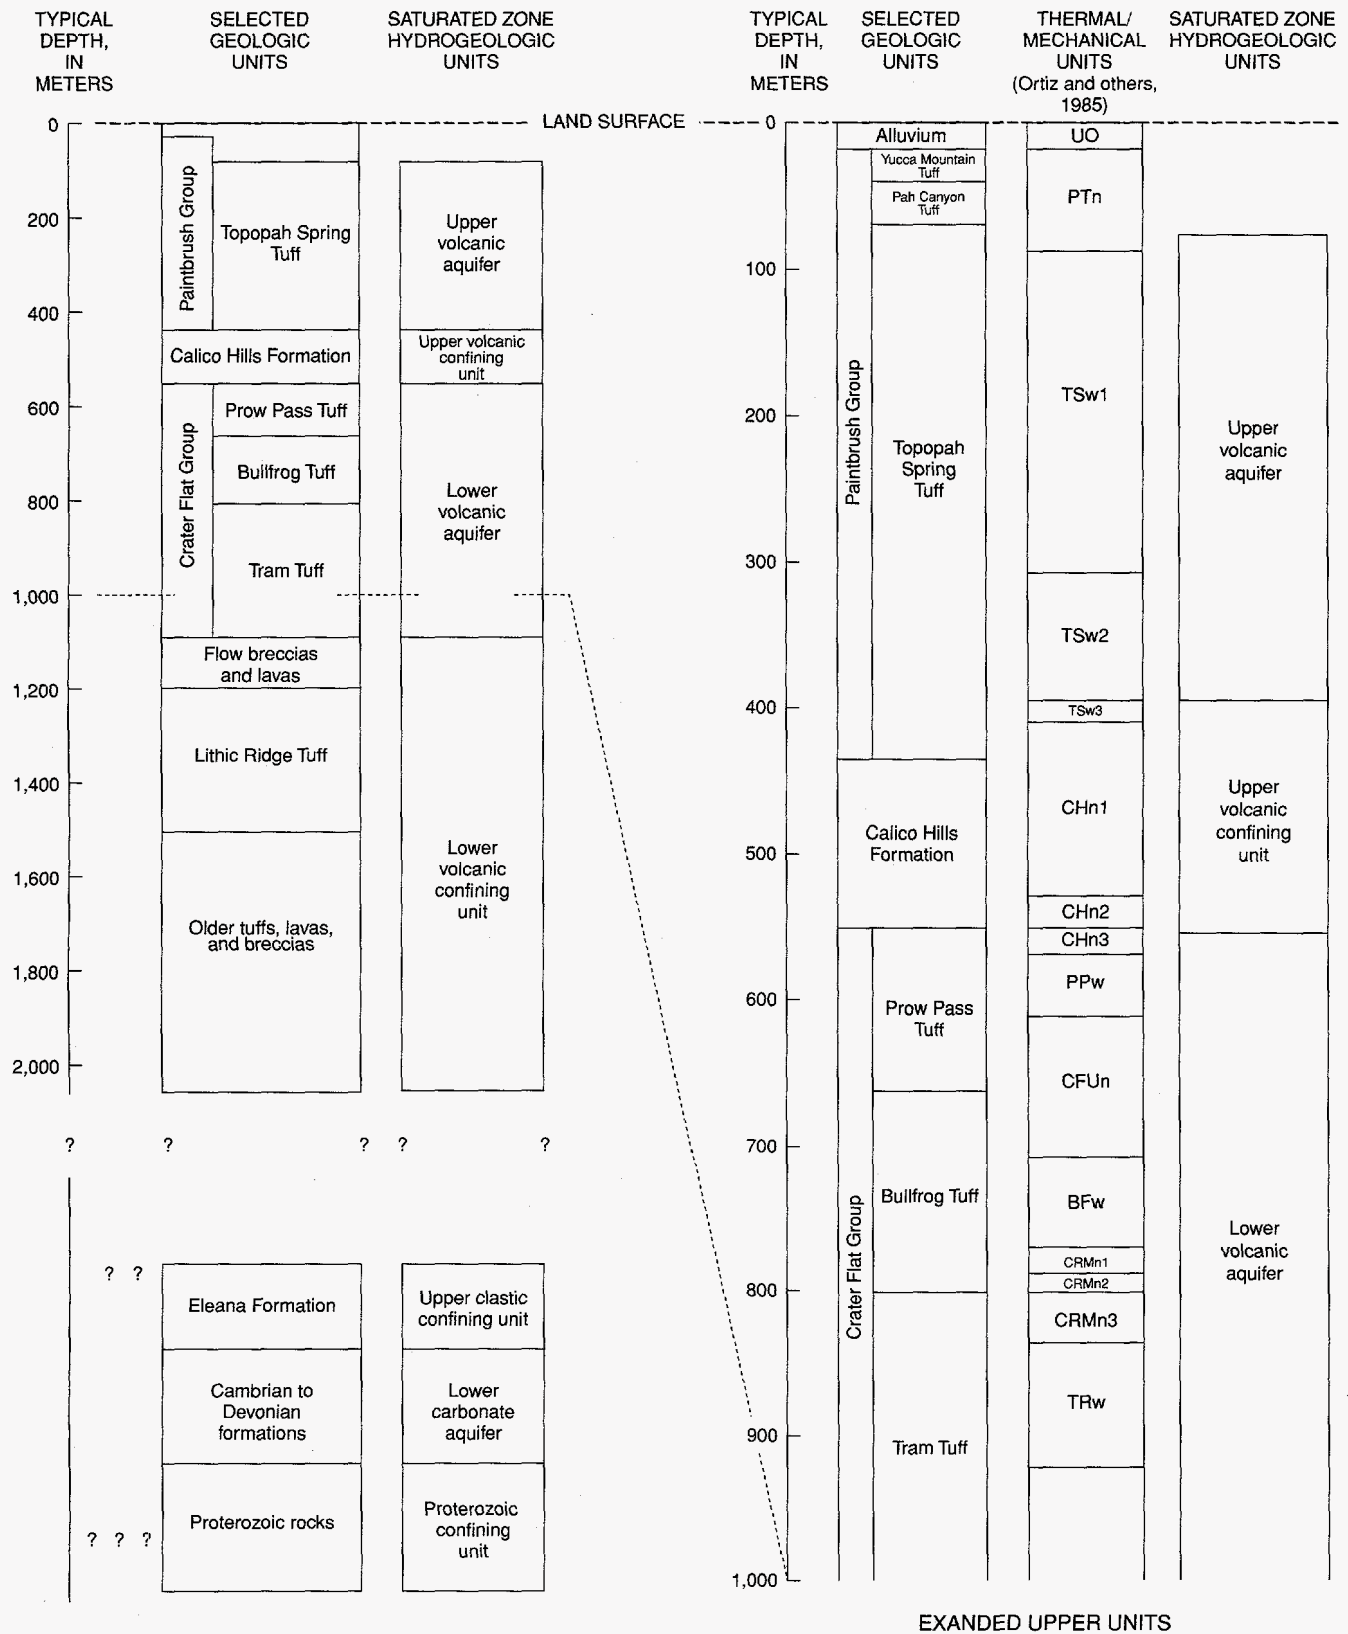 TYPICAL
DEPTH,
IN
METERS
SELECTED
GEOLOGIC
UNITS
SATURATED ZONE
HYDROGEOLOGIC
UNITS
TYPICAL
DEPTH,
IN
METERS
SELECTED
GEOLOGIC
UNITS
THERMAL/
MECHANICAL
UNITS
(Ortiz and others,
1985)
SATURATED ZONE
HYDROGEOLOGIC
UNITS
LAND SURFACE
0
200
400
600
800
1,000
1,200
1,400
1,600
1,800
2,000
?
? ?
? ? ?
Paintbrush Group
Topopah Spring
Tuff
Calico Hills Formation
Crater Flat Group
Prow Pass Tuff
Bullfrog Tuff
Tram Tuff
Flow breccias
and lavas
Lithic Ridge Tuff
Older tuffs, lavas,
and breccias
? ?
Eleana Formation
Cambrian to
Devonian
formations
Proterozoic rocks
Upper
volcanic
aquifer
Upper volcanic
confining
unit
Lower
volcanic
aquifer
Lower
volcanic
confining
unit
? ?
Upper clastic
confining unit
Lower
carbonate
aquifer
Proterozoic
confining
unit
0
100
200
300
400
500
600
700
800
900
1,000
Alluvium
Paintbrush Group
Yucca Mountain
Tuff
Pah Canyon
Tuff
Topopah
Spring
Tuff
Calico Hills
Formation
Crater Flat Group
Prow Pass
Tuff
Bullfrog Tuff
Tram Tuff
UO
PTn
TSw1
TSw2
TSw3
CHn1
CHn2
CHn3
PPw
CFUn
BFw
CRMn1
CRMn2
CRMn3
TRw
Upper
volcanic
aquifer
Upper
volcanic
confining
unit
Lower
volcanic
aquifer
EXANDED UPPER UNITS